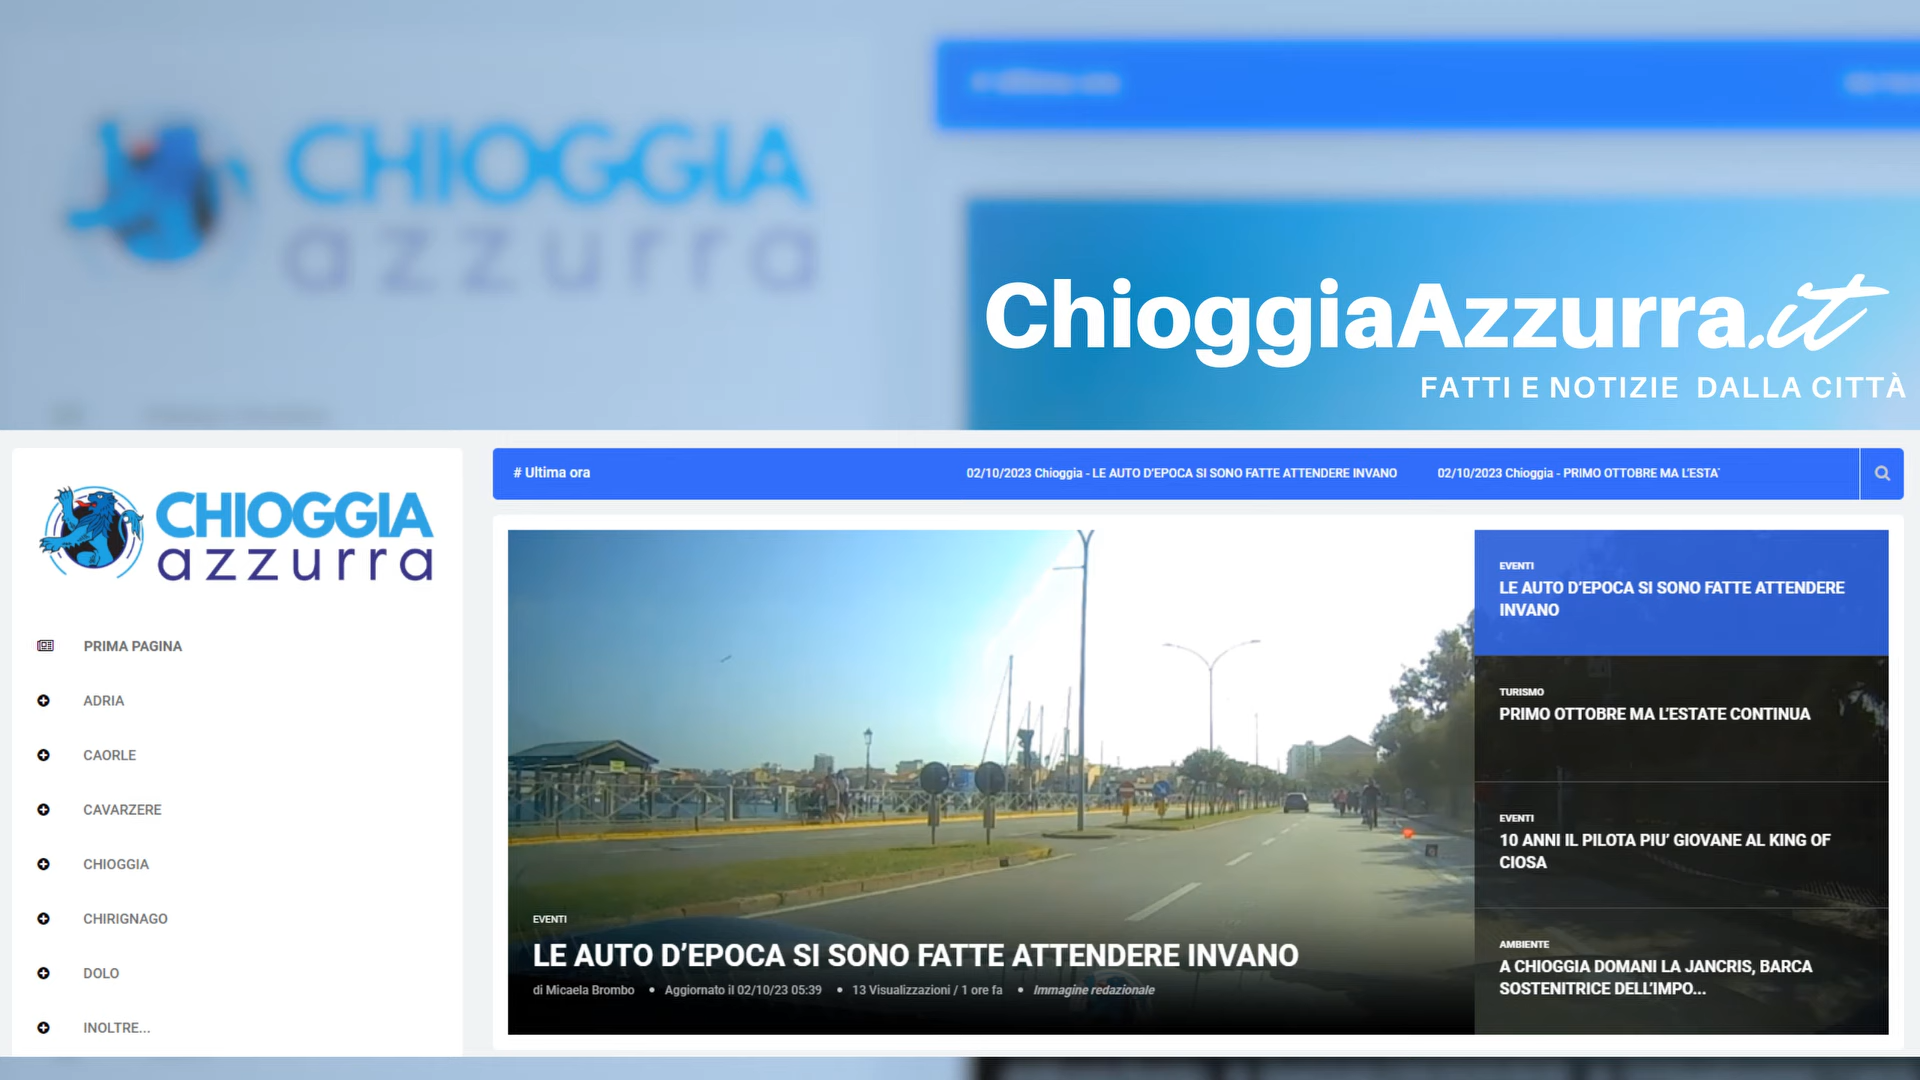 CHIOGGIA
azzurra
ChioggiaAzzurra.it
FATTI E NOTIZIE DALLA CITTÀ
CHIOGGIA
azzurra
# Ultima ora
02/10/2023 Chioggia - LE AUTO D'EPOCA SI SONO FATTE ATTENDERE INVANO
02/10/2023 Chioggia - PRIMO OTTOBRE MA L'ESTA
PRIMA PAGINA
ADRIA
CAORLE
CAVARZERE
CHIOGGIA
CHIRIGNAGO
DOLO
INOLTRE...
EVENTI
LE AUTO D'EPOCA SI SONO FATTE ATTENDERE INVANO
di Micaela Brombo • Aggiornato il 02/10/23 05:39 • 13 Visualizzazioni / 1 ore fa • Immagine redazionale
EVENTI
LE AUTO D'EPOCA SI SONO FATTE ATTENDERE
INVANO
TURISMO
PRIMO OTTOBRE MA L'ESTATE CONTINUA
EVENTI
10 ANNI IL PILOTA PIU' GIOVANE AL KING OF
CIOSA
AMBIENTE
A CHIOGGIA DOMANI LA JANCRIS, BARCA
SOSTENITRICE DELL'IMPO...